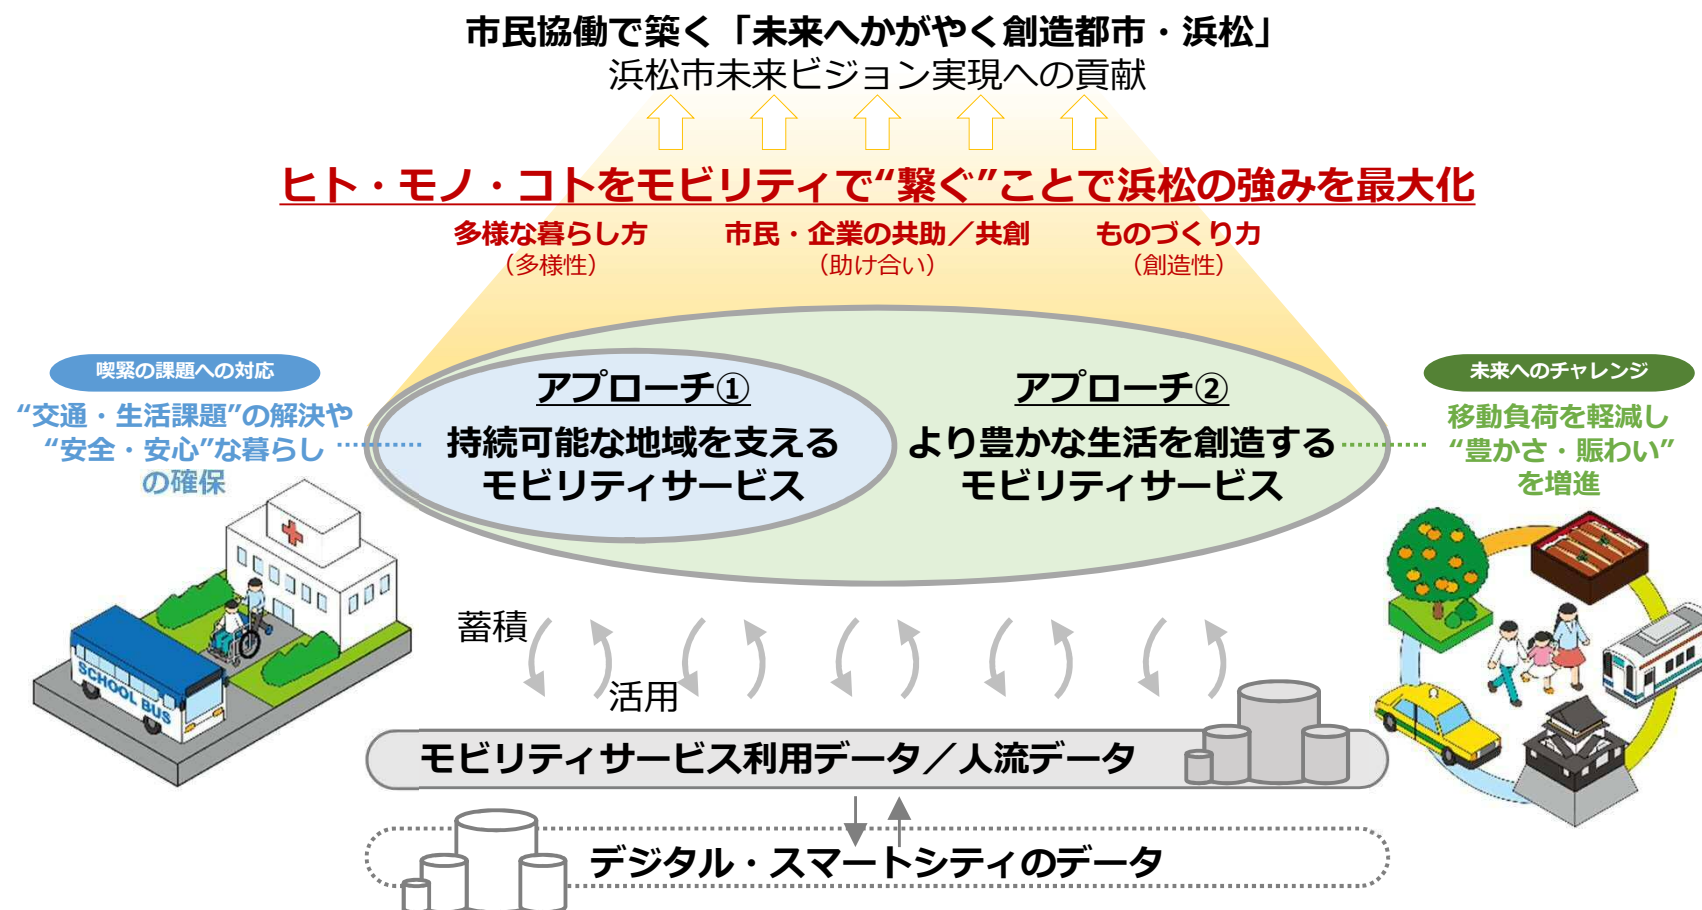 市民協働で築く「未来へかがやく創造都市・浜松」
浜松市未来ビジョン実現への貢献
ヒト・モノ・コトをモビリティで“繋ぐ”ことで浜松の強みを最大化
多様な暮らし方
（多様性）
市民・企業の共助／共創
（助け合い）
ものづくり力
（創造性）
喫緊の課題への対応
“交通・生活課題”の解決や
“安全・安心”な暮らし
の確保
アプローチ①
持続可能な地域を支える
モビリティサービス
アプローチ②
より豊かな生活を創造する
モビリティサービス
未来へのチャレンジ
移動負荷を軽減し
“豊かさ・賑わい”
を増進
SCHOOL BUS
蓄積
活用
モビリティサービス利用データ／人流データ
デジタル・スマートシティのデータ